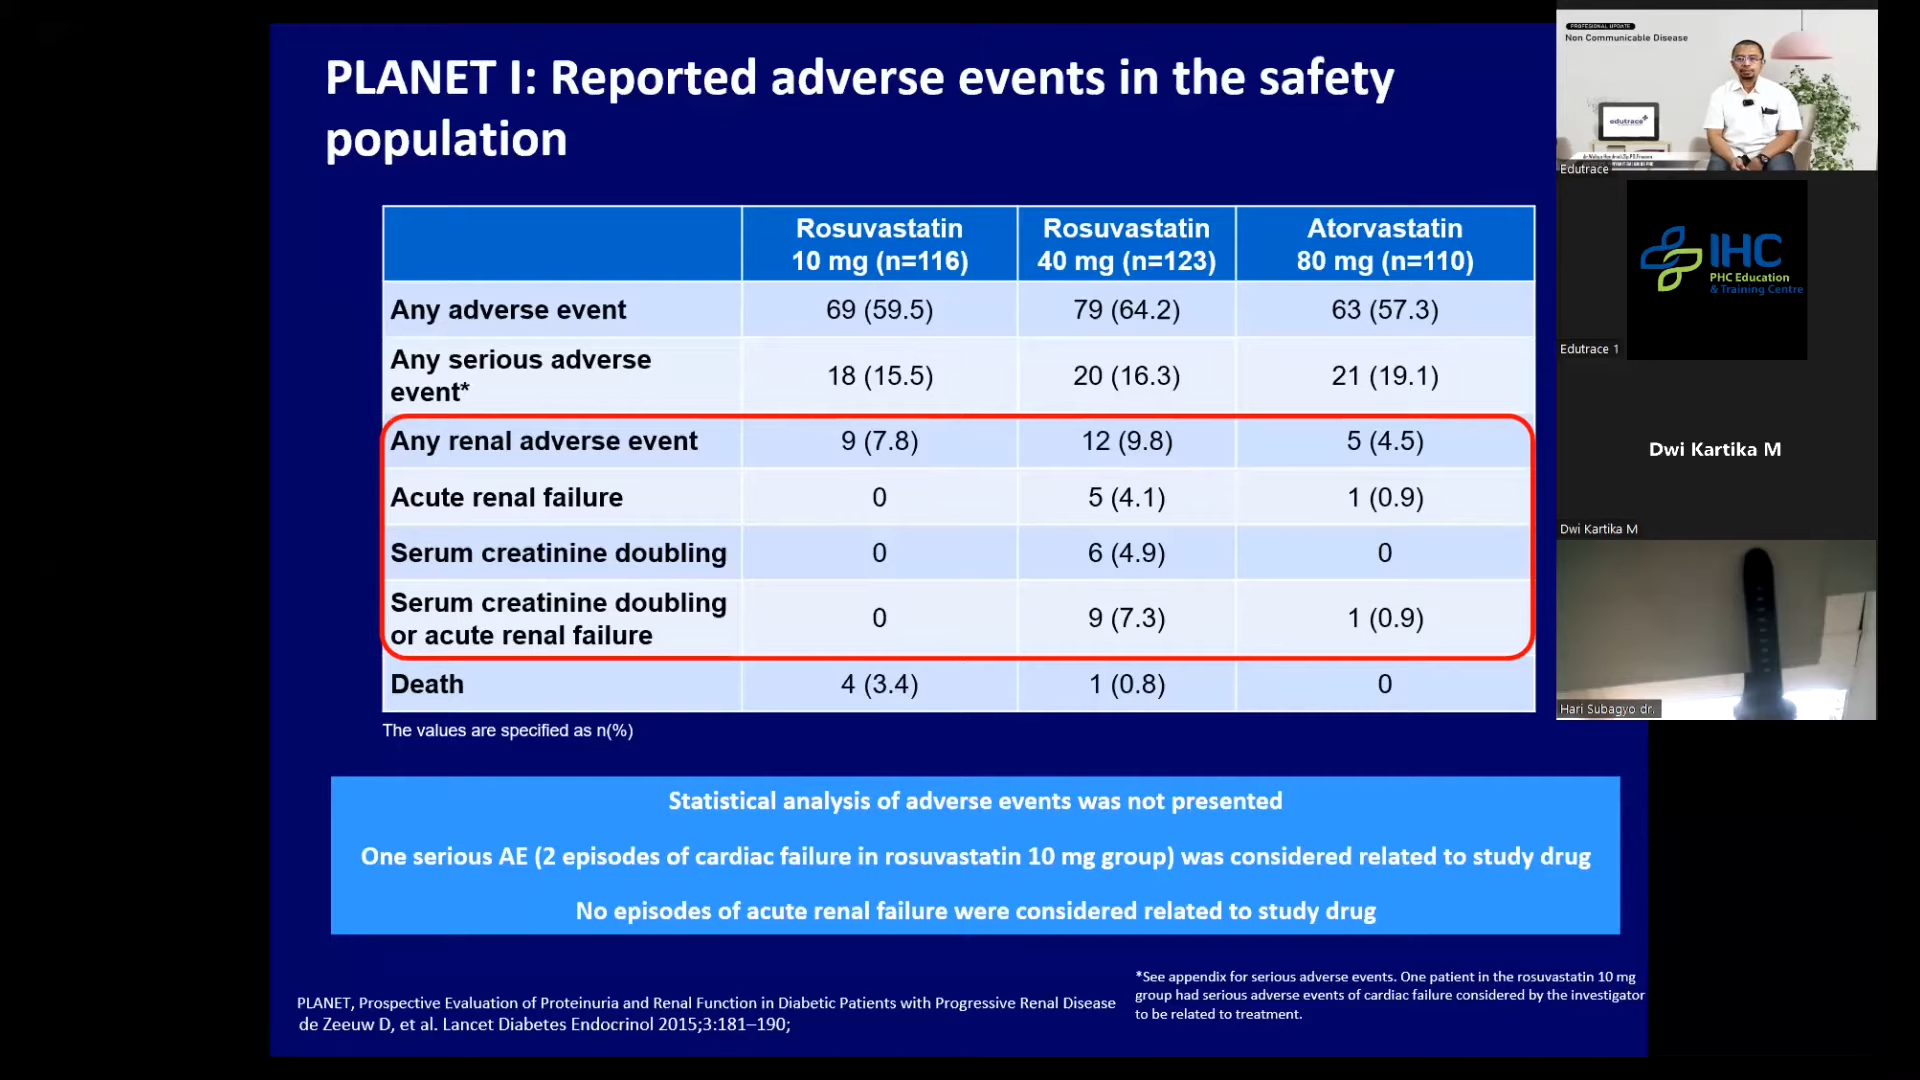 PLANET I: Reported adverse events in the safety
population
Rosuvastatin
10 mg (n=116)
Rosuvastatin
40 mg (n=123)
Atorvastatin
80 mg (n=110)
Any adverse event 69 (59.5) 79 (64.2) 63 (57.3)
Any serious adverse
event* 18 (15.5) 20 (16.3) 21 (19.1)
Any renal adverse event 9 (7.8) 12 (9.8) 5 (4.5)
Acute renal failure 0 5 (4.1) 1 (0.9)
Serum creatinine doubling 0 6 (4.9) 0
Serum creatinine doubling
or acute renal failure 0 9 (7.3) 1 (0.9)
Death 4 (3.4) 1 (0.8) 0
The values are specified as n(%)
Statistical analysis of adverse events was not presented
One serious AE (2 episodes of cardiac failure in rosuvastatin 10 mg group) was considered related to study drug
No episodes of acute renal failure were considered related to study drug
PLANET, Prospective Evaluation of Proteinuria and Renal Function in Diabetic Patients with Progressive Renal Disease
de Zeeuw D, et al. Lancet Diabetes Endocrinol 2015;3:181–190;
*See appendix for serious adverse events. One patient in the rosuvastatin 10 mg
group had serious adverse events of cardiac failure considered by the investigator
to be related to treatment.
PROFESIONAL UPDATE
Non Communicable Disease
edutrace
Edutrace
IHC
PHC Education
& Training Centre
Edutrace 1
Dwi Kartika M
Dwi Kartika M
Hari Subagyo dr.